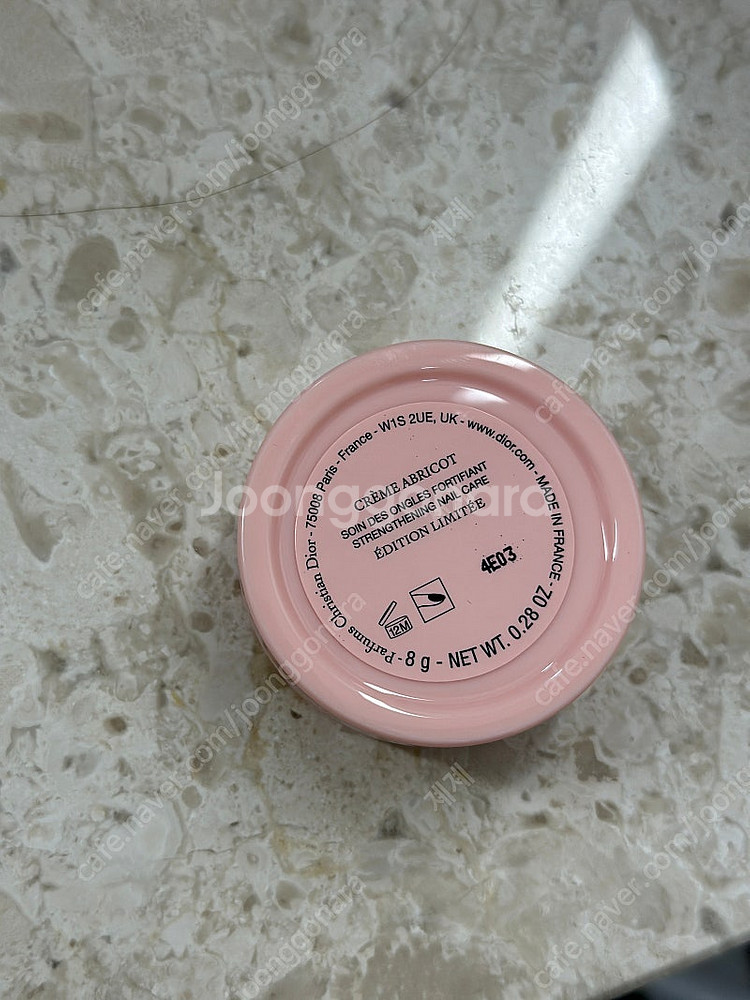 Parfums Christian Dior - 75008 Paris - France - W1S 2UE, UK - www.dior.com - MADE IN FRANCE -
CRÈME ABRICOT
SOIN DES ONGLES FORTIFIANT
STRENGTHENING NAIL CARE
ÉDITION LIMITÉE
4E03
12M
8 g - NET WT. 0.28 OZ -
Joonggonara
cafe.naver.com/joonggonara
제제